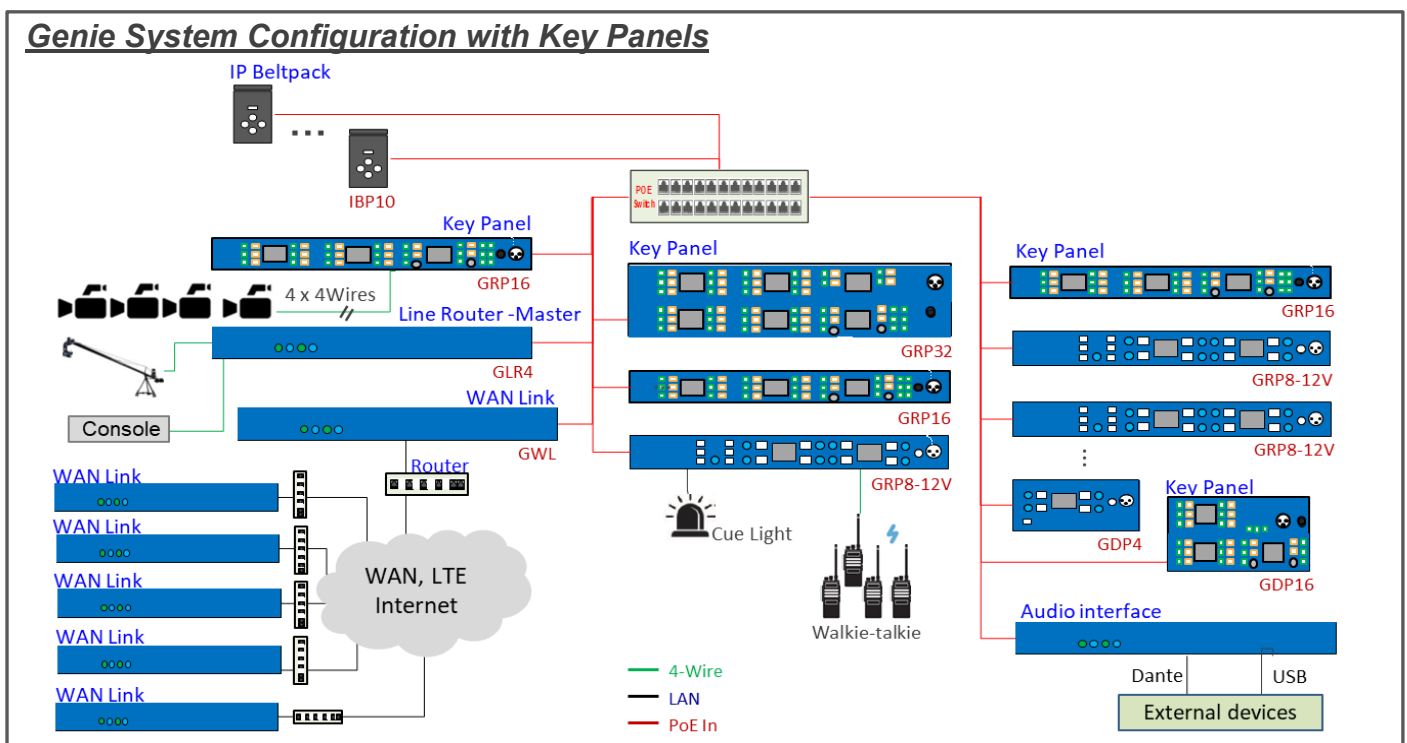 Genie System Configuration with Key Panels
IP Beltpack
...
IBP10
POE
Switch
Key Panel
GRP16
4 x 4Wires
Line Router -Master
GLR4
Console
WAN Link
GWL
Router
WAN Link
WAN Link
WAN Link
WAN Link
WAN Link
WAN, LTE
Internet
Key Panel
GRP32
GRP16
GRP8-12V
Cue Light
Walkie-talkie
4-Wire
LAN
PoE In
Key Panel
GRP16
GRP8-12V
GRP8-12V
GDP4
Key Panel
GDP16
Audio interface
Dante
USB
External devices